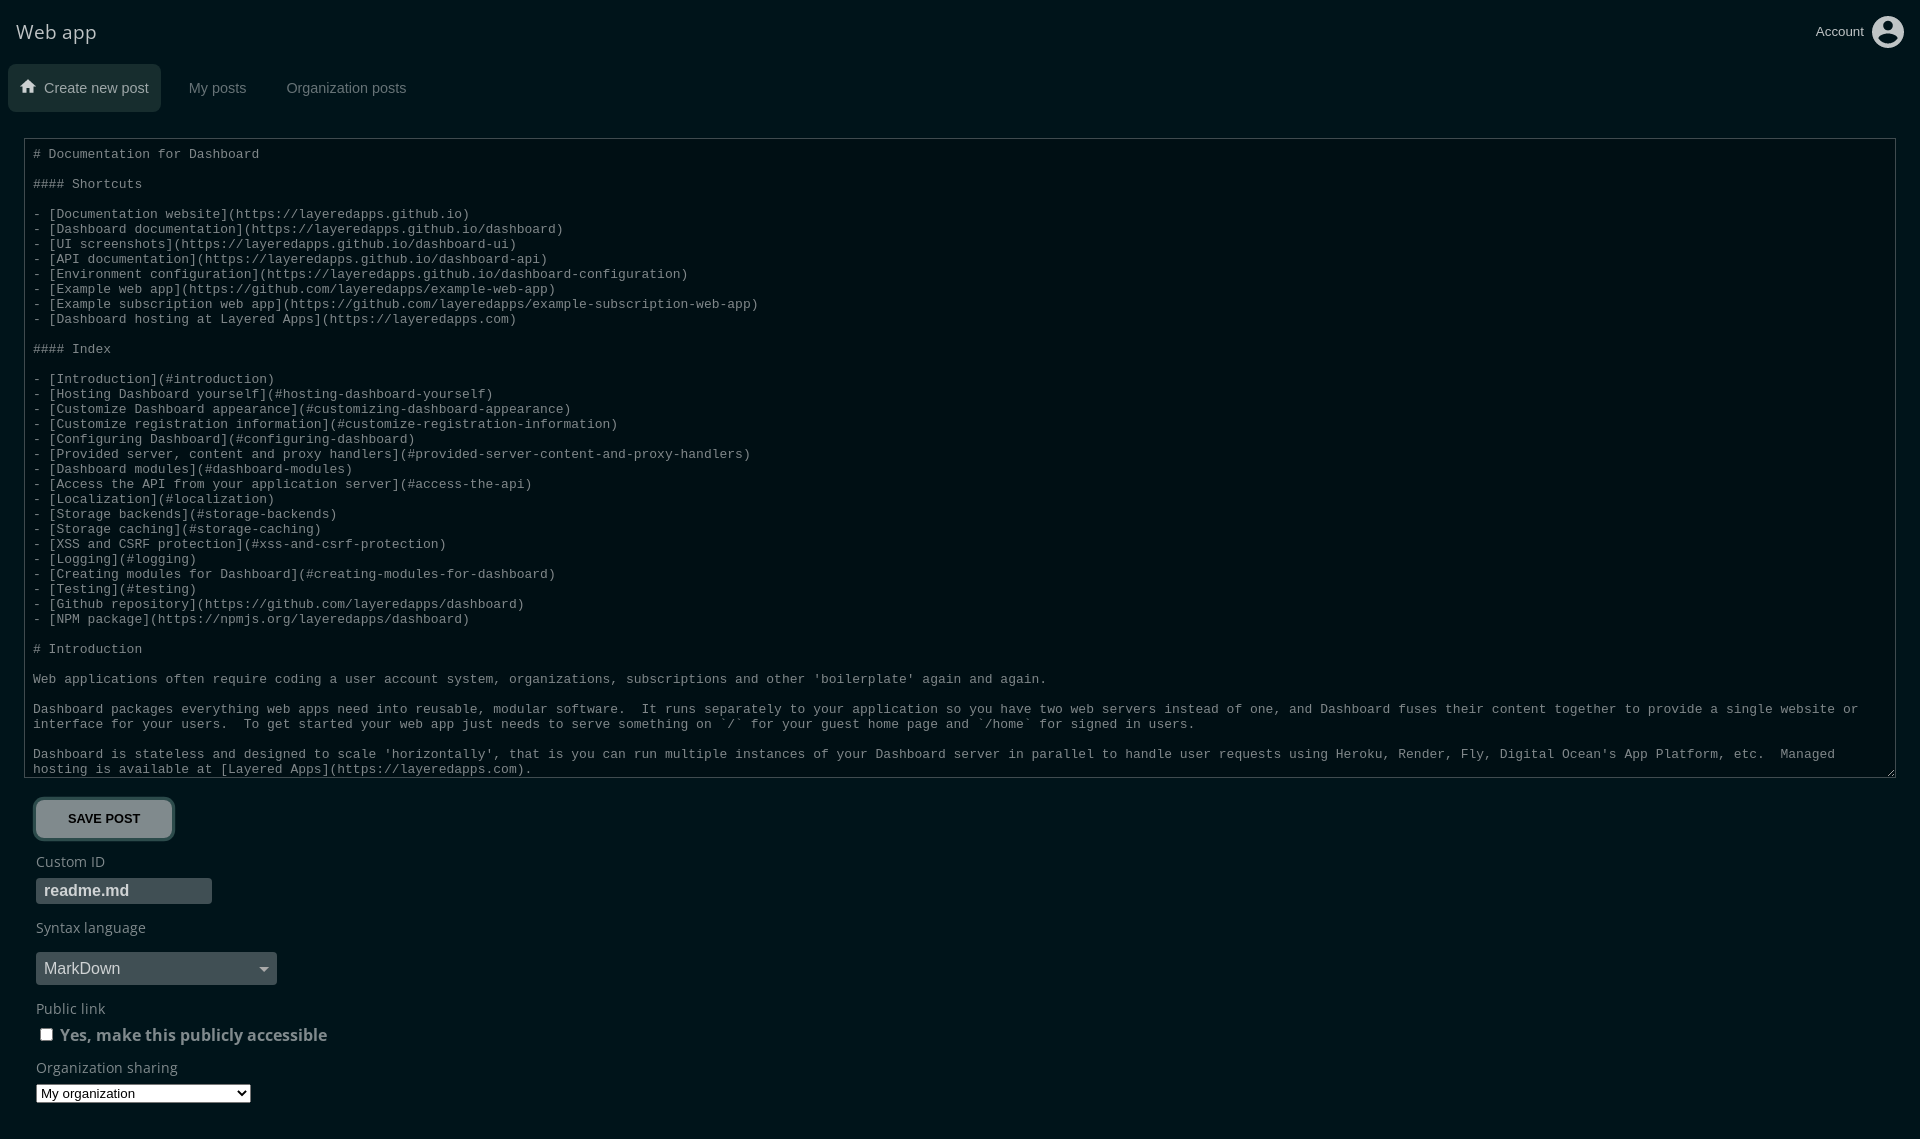 Web app
Account
Create new post
My posts
Organization posts
# Documentation for Dashboard
#### Shortcuts
- [Documentation website](https://layeredapps.github.io)
- [Dashboard documentation](https://layeredapps.github.io/dashboard)
- [UI screenshots](https://layeredapps.github.io/dashboard-ui)
- [API documentation](https://layeredapps.github.io/dashboard-api)
- [Environment configuration](https://layeredapps.github.io/dashboard-configuration)
- [Example web app](https://github.com/layeredapps/example-web-app)
- [Example subscription web app](https://github.com/layeredapps/example-subscription-web-app)
- [Dashboard hosting at Layered Apps](https://layeredapps.com)
#### Index
- [Introduction](#introduction)
- [Hosting Dashboard yourself](#hosting-dashboard-yourself)
- [Customize Dashboard appearance](#customizing-dashboard-appearance)
- [Customize registration information](#customize-registration-information)
- [Configuring Dashboard](#configuring-dashboard)
- [Provided server, content and proxy handlers](#provided-server-content-and-proxy-handlers)
- [Dashboard modules](#dashboard-modules)
- [Access the API from your application server](#access-the-api)
- [Localization](#localization)
- [Storage backends](#storage-backends)
- [Storage caching](#storage-caching)
- [XSS and CSRF protection](#xss-and-csrf-protection)
- [Logging](#logging)
- [Creating modules for Dashboard](#creating-modules-for-dashboard)
- [Testing](#testing)
- [Github repository](https://github.com/layeredapps/dashboard)
- [NPM package](https://npmjs.org/layeredapps/dashboard)
# Introduction
Web applications often require coding a user account system, organizations, subscriptions and other 'boilerplate' again and again.
Dashboard packages everything web apps need into reusable, modular software.  It runs separately to your application so you have two web servers instead of one, and Dashboard fuses their content together to provide a single website or
interface for your users.  To get started your web app just needs to serve something on `/` for your guest home page and `/home` for signed in users.
Dashboard is stateless and designed to scale 'horizontally', that is you can run multiple instances of your Dashboard server in parallel to handle user requests using Heroku, Render, Fly, Digital Ocean's App Platform, etc.  Managed
hosting is available at [Layered Apps](https://layeredapps.com).
SAVE POST
Custom ID
readme.md
Syntax language
MarkDown
Public link
Yes, make this publicly accessible
Organization sharing
My organization